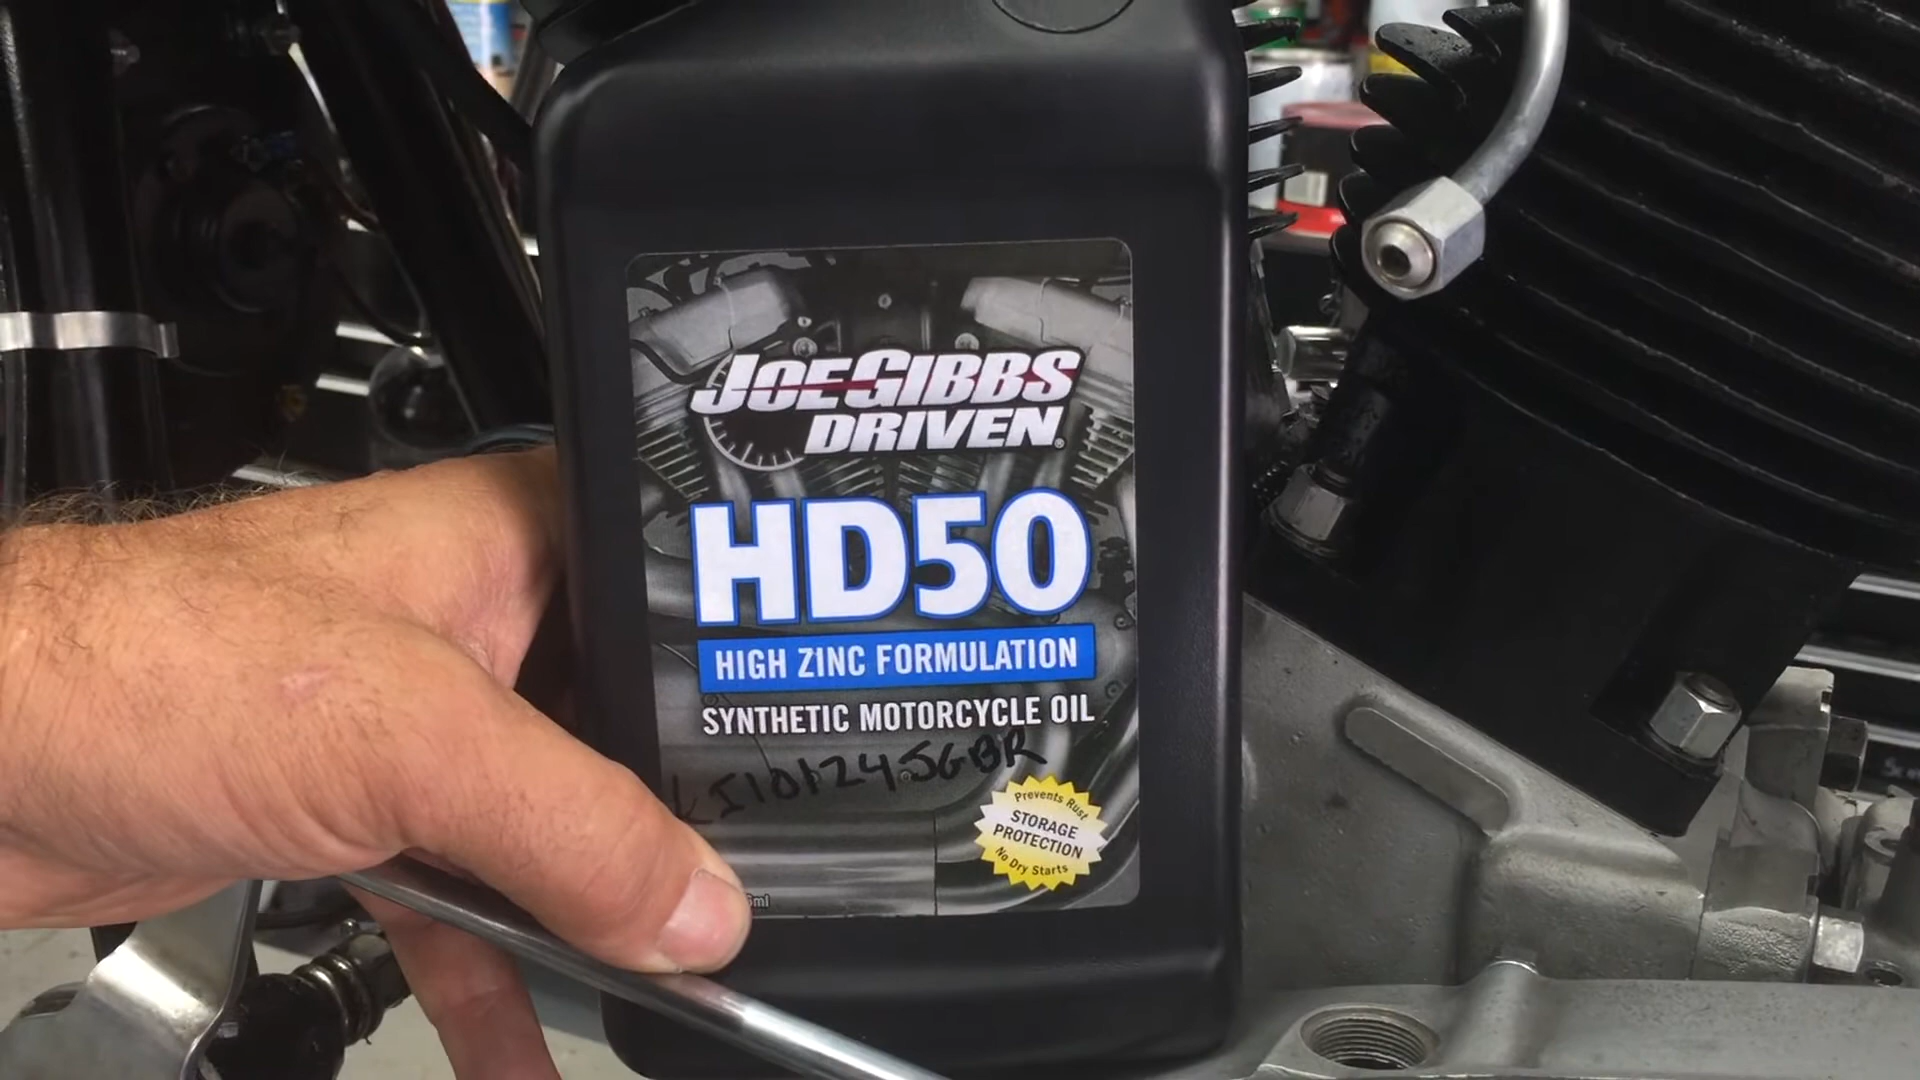 JOE GIBBS
DRIVEN®
HD50
HIGH ZINC FORMULATION
SYNTHETIC MOTORCYCLE OIL
Prevents Rust
STORAGE
PROTECTION
No Dry Starts